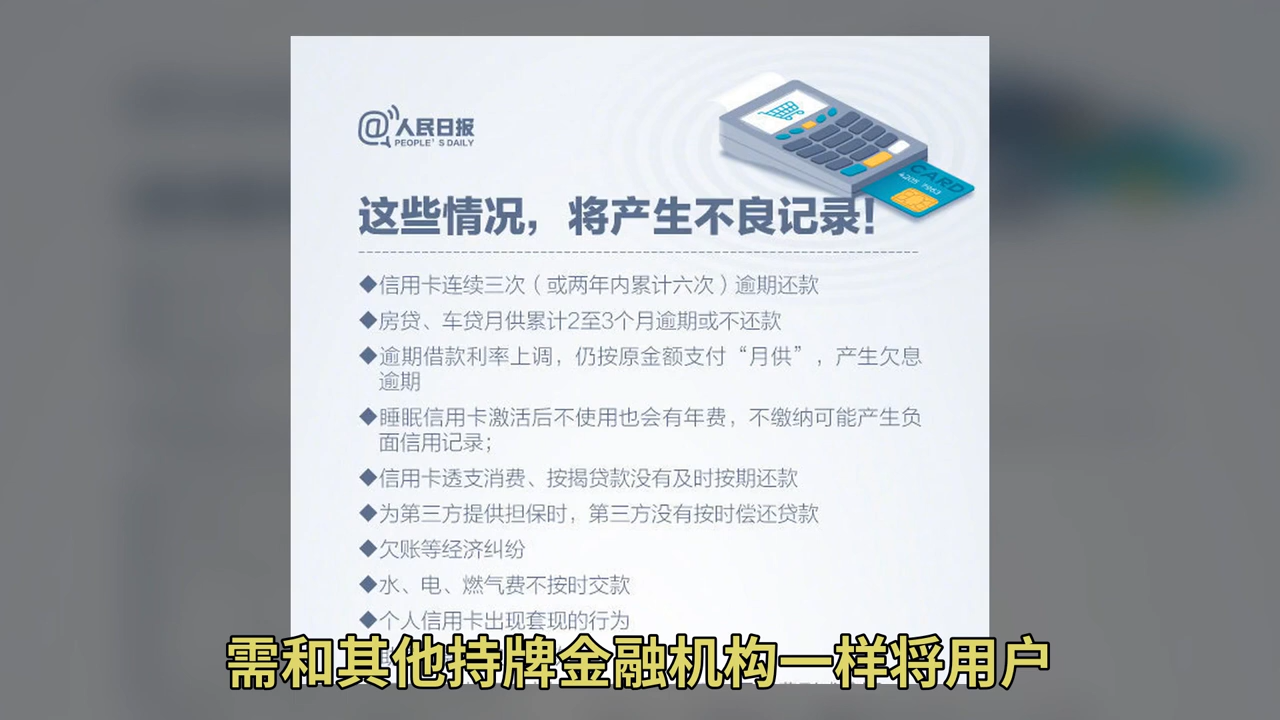 @人民日报
PEOPLE'S DAILY
CARD
4205 7963
这些情况，将产生不良记录！
◆信用卡连续三次（或两年内累计六次）逾期还款
◆房贷、车贷月供累计2至3个月逾期或不还款
◆逾期借款利率上调，仍按原金额支付“月供”，产生欠息
逾期
◆睡眠信用卡激活后不使用也会有年费，不缴纳可能产生负
面信用记录；
◆信用卡透支消费、按揭贷款没有及时按期还款
◆为第三方提供担保时，第三方没有按时偿还贷款
◆欠账等经济纠纷
◆水、电、燃气费不按时交款
◆个人信用卡出现套现的行为
需和其他持牌金融机构一样将用户